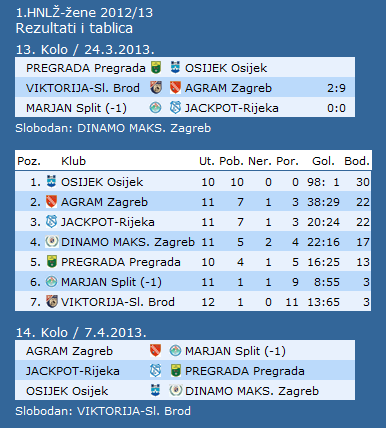 1.HNLŽ-žene 2012/13
Rezultati i tablica
13. Kolo / 24.3.2013.
PREGRADA Pregrada OSIJEK Osijek
VIKTORIJA-Sl. Brod AGRAM Zagreb 2:9
MARJAN Split (-1) JACKPOT-Rijeka 0:0
Slobodan: DINAMO MAKS. Zagreb
Poz. Klub Ut. Pob. Ner. Por. Gol. Bod.
1. OSIJEK Osijek 10 10 0 0 98: 1 30
2. AGRAM Zagreb 11 7 1 3 38:29 22
3. JACKPOT-Rijeka 11 7 1 3 20:24 22
4. DINAMO MAKS. Zagreb 11 5 2 4 22:16 17
5. PREGRADA Pregrada 10 4 1 5 16:25 13
6. MARJAN Split (-1) 11 1 1 9 8:55 3
7. VIKTORIJA-Sl. Brod 12 1 0 11 13:65 3
14. Kolo / 7.4.2013.
AGRAM Zagreb MARJAN Split (-1)
JACKPOT-Rijeka PREGRADA Pregrada
OSIJEK Osijek DINAMO MAKS. Zagreb
Slobodan: VIKTORIJA-Sl. Brod